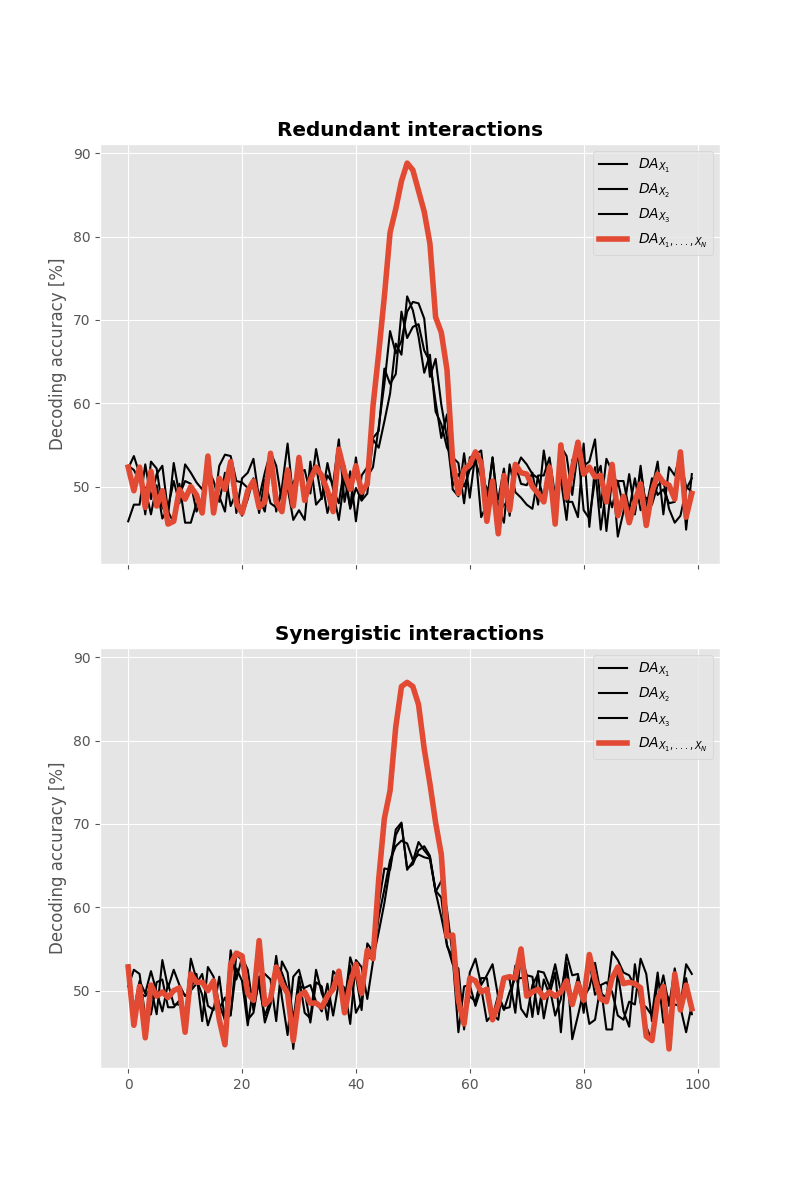 Redundant interactions
90
80
70
60
50
Decoding accuracy [%]
DA_{X_1}
DA_{X_2}
DA_{X_3}
DA_{X_1,...,X_N}
Synergistic interactions
90
80
70
60
50
Decoding accuracy [%]
DA_{X_1}
DA_{X_2}
DA_{X_3}
DA_{X_1,...,X_N}
0 20 40 60 80 100